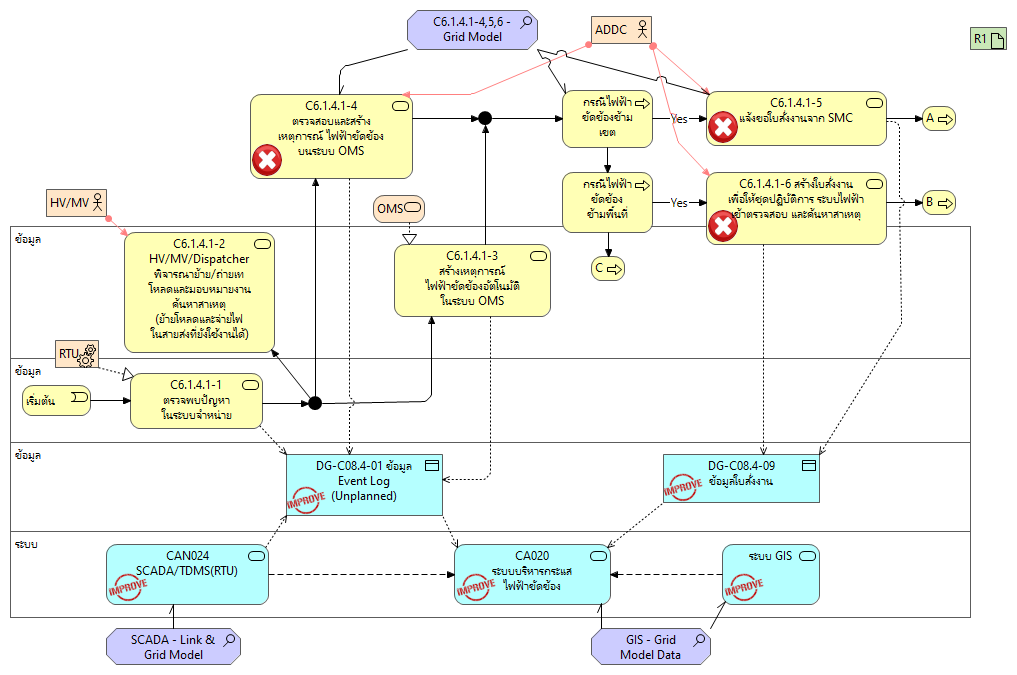 C6.1.4.1-4,5,6 -
Grid Model
ADDC
R1
C6.1.4.1-4
ตรวจสอบและสร้าง
เหตุการณ์ ไฟฟ้าขัดข้อง
บนระบบ OMS
กรณีไฟฟ้า
ขัดข้องข้าม
เขต
Yes
C6.1.4.1-5
แจ้งขอใบสั่งงานจาก SMC
A
HV/MV
OMS
กรณีไฟฟ้า
ขัดข้อง
ข้ามพื้นที่
Yes
C6.1.4.1-6 สร้างใบสั่งงาน
เพื่อให้ชุดปฏิบัติการ ระบบไฟฟ้า
เข้าตรวจสอบ และค้นหาสาเหตุ
B
ข้อมูล
C6.1.4.1-2
HV/MV/Dispatcher
พิจารณาย้าย/ถ่ายเท
โหลดและมอบหมายงาน
ค้นหาสาเหตุ
(ย้ายโหลดและจ่ายไฟ
ในสายส่งที่ยังใช้งานได้)
C6.1.4.1-3
สร้างเหตุการณ์
ไฟฟ้าขัดข้องอัตโนมัติ
ในระบบ OMS
C
RTU
ข้อมูล
เริ่มต้น
C6.1.4.1-1
ตรวจพบปัญหา
ในระบบจำหน่าย
ข้อมูล
DG-C08.4-01 ข้อมูล
Event Log
(Unplanned)
IMPROVE
DG-C08.4-09
ข้อมูลใบสั่งงาน
IMPROVE
ระบบ
CAN024
SCADA/TDMS(RTU)
IMPROVE
CA020
ระบบบริหารกระแส
ไฟฟ้าขัดข้อง
IMPROVE
ระบบ GIS
IMPROVE
SCADA - Link &
Grid Model
GIS - Grid
Model Data